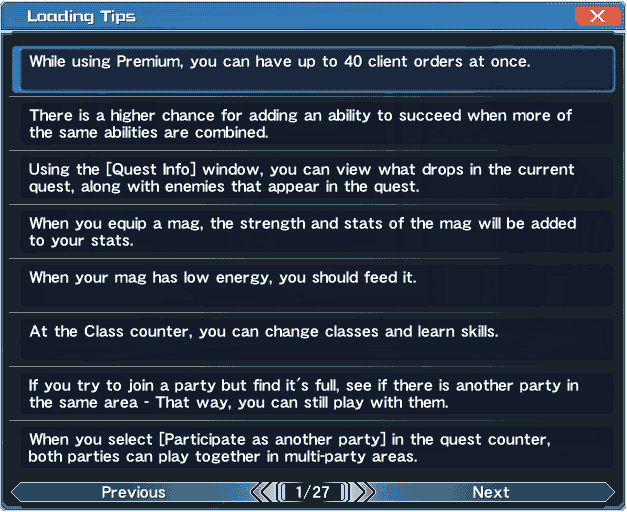 Loading Tips
While using Premium, you can have up to 40 client orders at once.
There is a higher chance for adding an ability to succeed when more of
the same abilities are combined.
Using the [Quest Info] window, you can view what drops in the current
quest, along with enemies that appear in the quest.
When you equip a mag, the strength and stats of the mag will be added
to your stats.
When your mag has low energy, you should feed it.
At the Class counter, you can change classes and learn skills.
If you try to join a party but find it's full, see if there is another party in
the same area - That way, you can still play with them.
When you select [Participate as another party] in the quest counter,
both parties can play together in multi-party areas.
Previous 1/27 Next